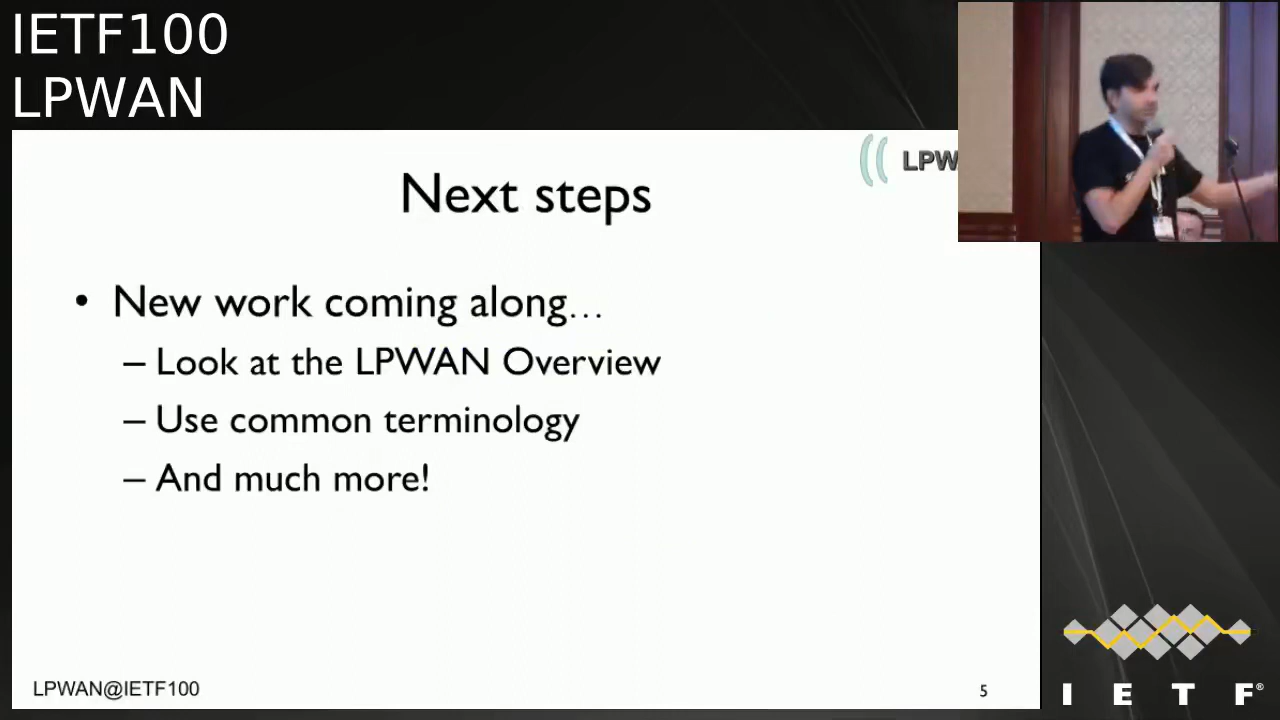 IETF100
LPWAN
LPW
Next steps
• New work coming along…
– Look at the LPWAN Overview
– Use common terminology
– And much more!
LPWAN@IETF100
5
I E T F®